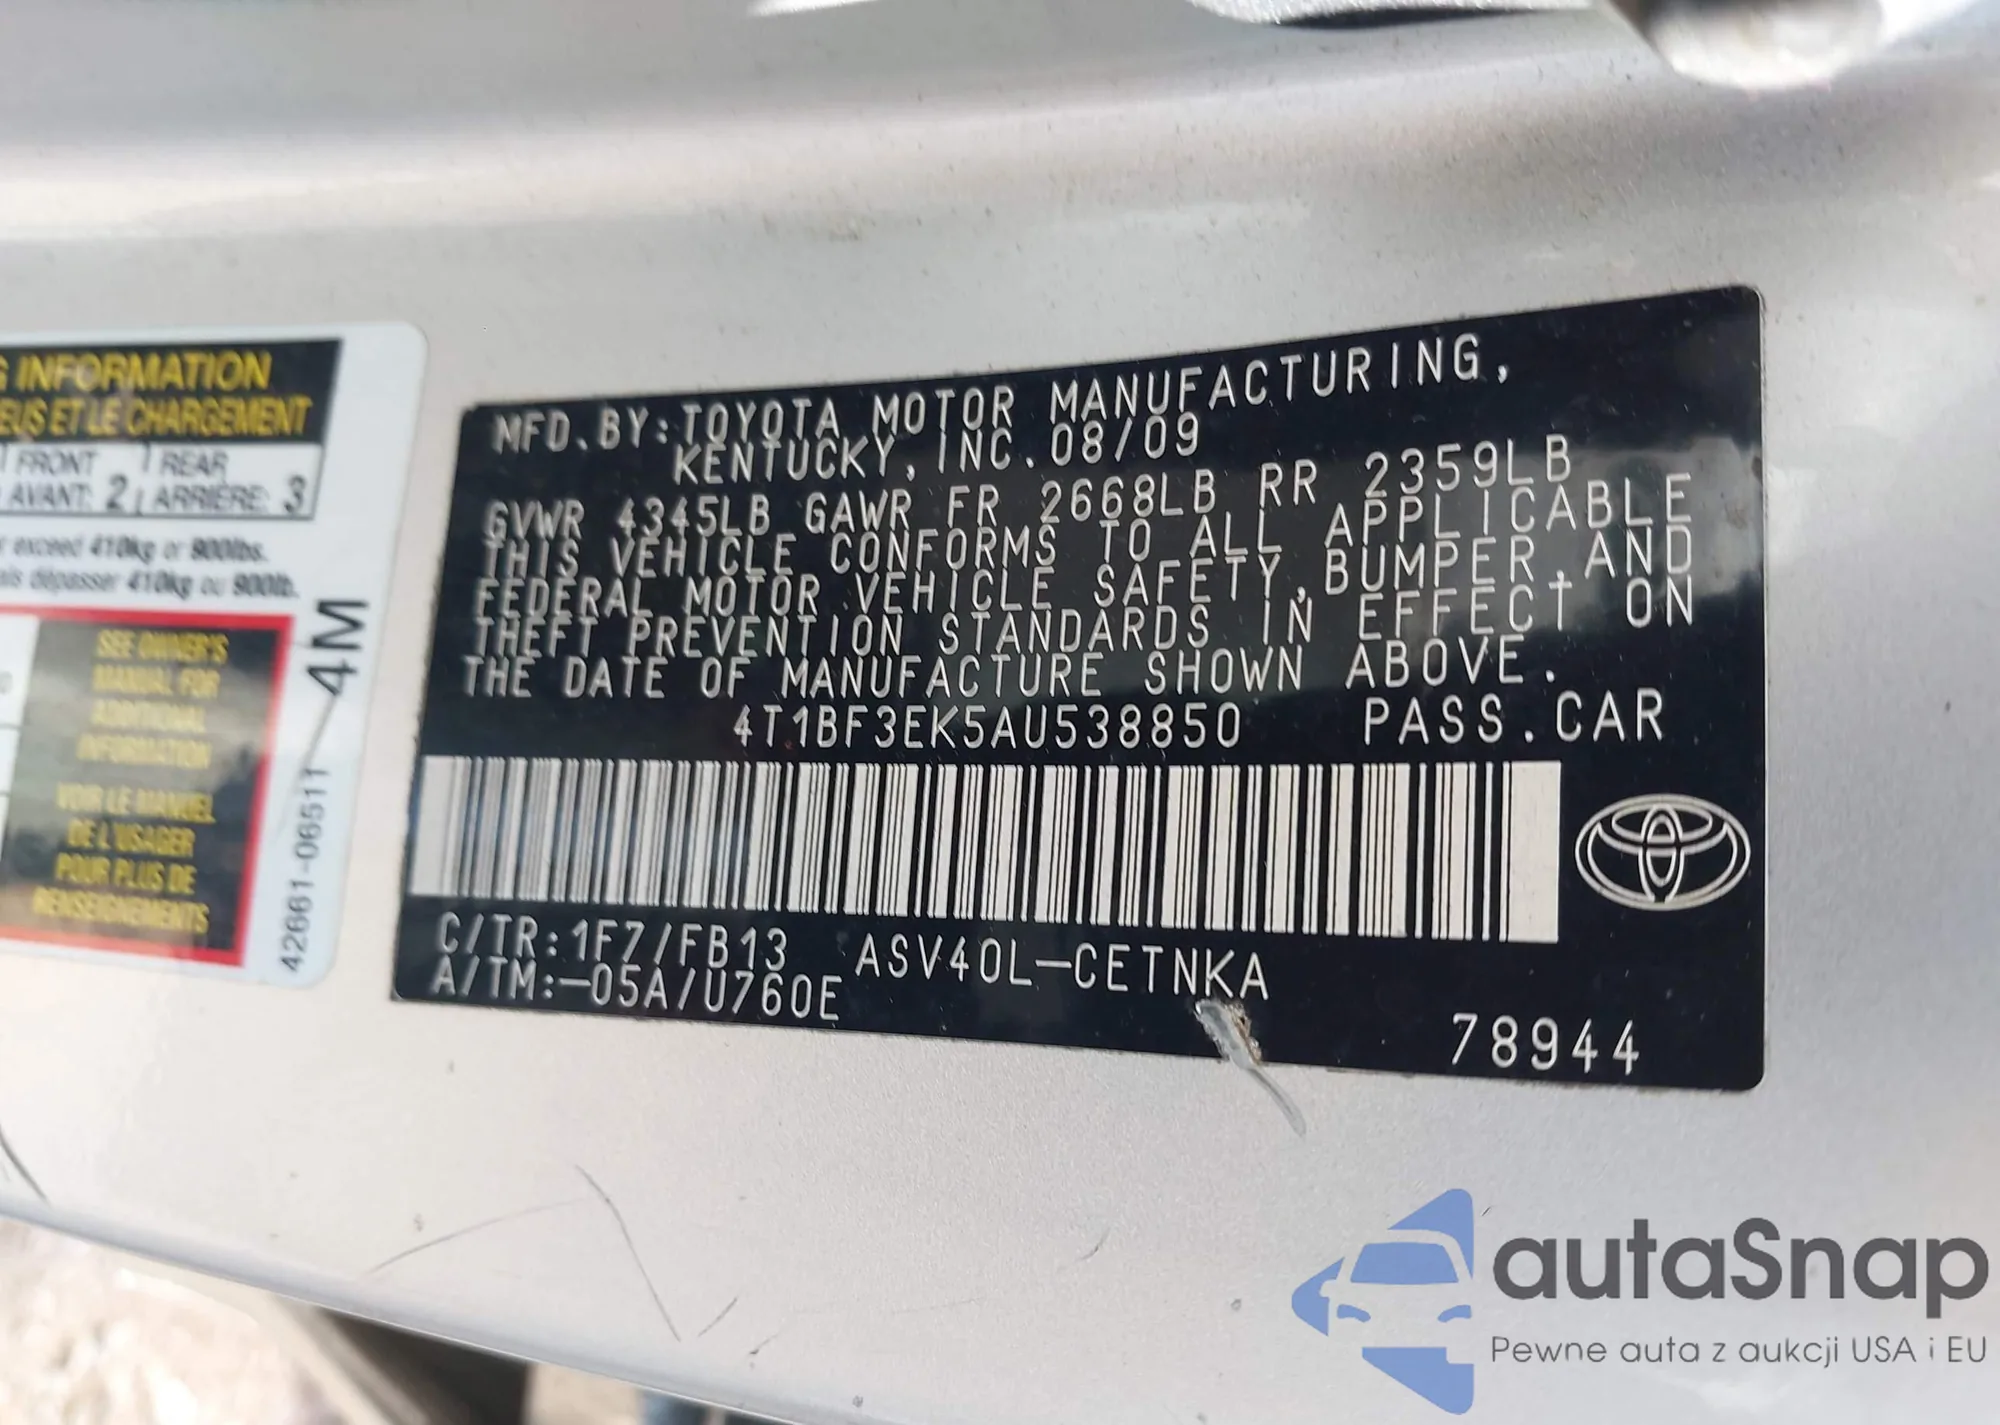 G INFORMATION
EUS ET LE CHARGEMENT
FRONT REAR
AVANT: 2 ARRIÈRE: 3
exceed 410kg or 900lbs.
dépasser 410kg ou 900lb.
SEE OWNER'S
MANUAL FOR
ADDITIONAL
INFORMATION
VOIR LE MANUEL
DE L'USAGER
POUR PLUS DE
RENSEIGNEMENTS
42661-06511 4M
MFD.BY:TOYOTA MOTOR MANUFACTURING,
KENTUCKY, INC. 08/09
GVWR 4345LB GAWR FR 2668LB RR 2359LB
THIS VEHICLE CONFORMS TO ALL APPLICABLE
FEDERAL MOTOR VEHICLE SAFETY, BUMPER, AND
THEFT PREVENTION STANDARDS IN EFFECT ON
THE DATE OF MANUFACTURE SHOWN ABOVE.
4T1BF3EK5AU538850 PASS.CAR
C/TR:1F7/FB13 ASV40L-CETNKA
A/TM:-05A/U760E
78944
autaSnap
Pewne auta z aukcji USA i EU